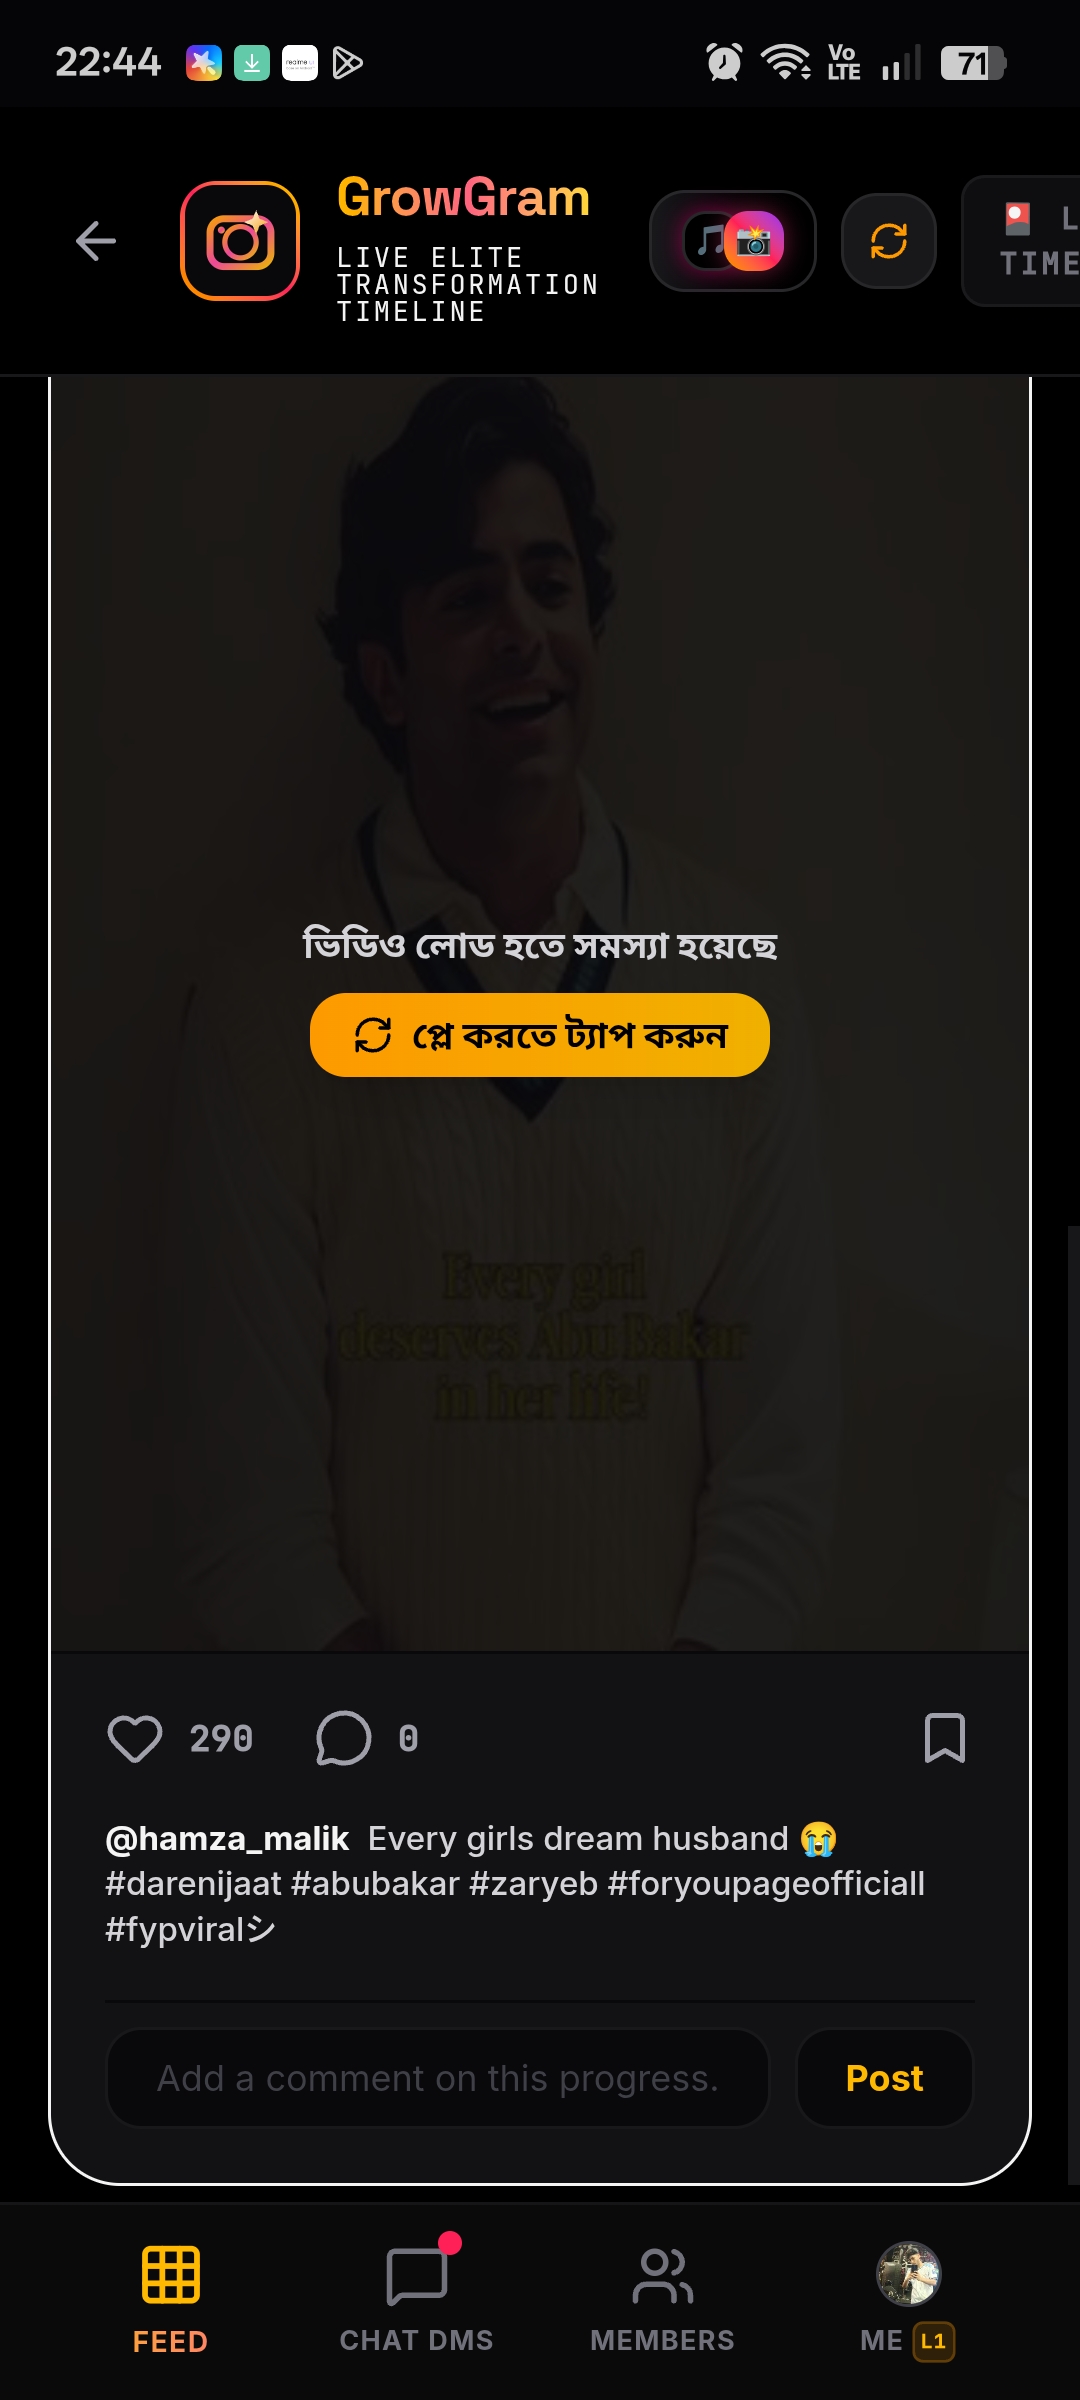 22:44
realme
Vo
LTE
71
GrowGram
LIVE ELITE
TRANSFORMATION
TIMELINE
L
TIME
ভিডিও লোড হতে সমস্যা হয়েছে
প্লে করতে ট্যাপ করুন
Every girl
deserves Abu Bakar
in her life!
290
0
@hamza_malik Every girls dream husband 😭
#darenijaat #abubakar #zaryeb #foryoupageofficiall
#fypviralシ
Add a comment on this progress.
Post
FEED
CHAT DMS
MEMBERS
ME L1